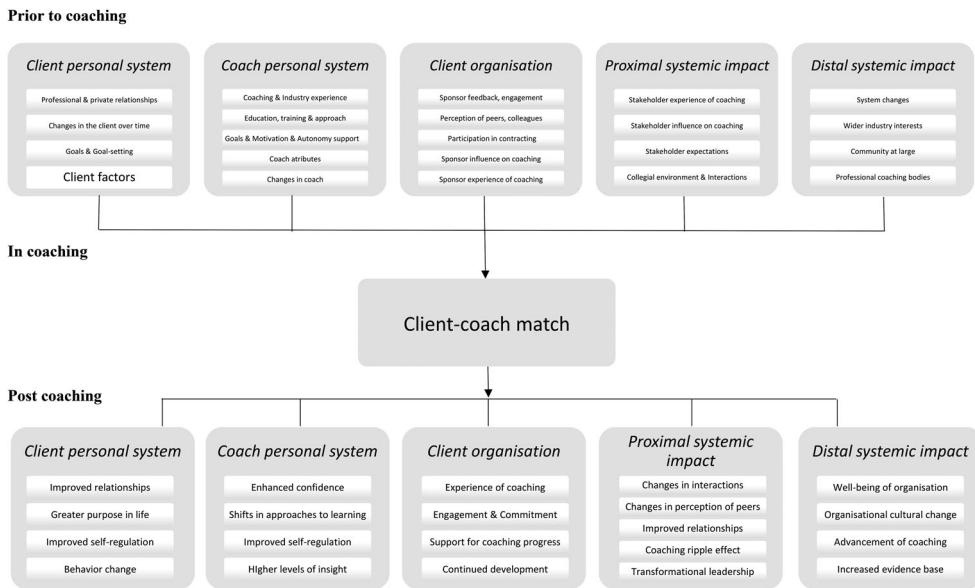 Prior to coaching
Client personal system
Professional & private relationships
Changes in the client over time
Goals & Goal-setting
Client factors
Coach personal system
Coaching & Industry experience
Education, training & approach
Goals & Motivation & Autonomy support
Coach atributes
Changes in coach
Client organisation
Sponsor feedback, engagement
Perception of peers, colleagues
Participation in contracting
Sponsor influence on coaching
Sponsor experience of coaching
Proximal systemic impact
Stakeholder experience of coaching
Stakeholder influence on coaching
Stakeholder expectations
Collegial environment & Interactions
Distal systemic impact
System changes
Wider industry interests
Community at large
Professional coaching bodies
In coaching
Client-coach match
Post coaching
Client personal system
Improved relationships
Greater purpose in life
Improved self-regulation
Behavior change
Coach personal system
Enhanced confidence
Shifts in approaches to learning
Improved self-regulation
HIgher levels of insight
Client organisation
Experience of coaching
Engagement & Commitment
Support for coaching progress
Continued development
Proximal systemic
impact
Changes in interactions
Changes in perception of peers
Improved relationships
Coaching ripple effect
Transformational leadership
Distal systemic impact
Well-being of organisation
Organisational cultural change
Advancement of coaching
Increased evidence base